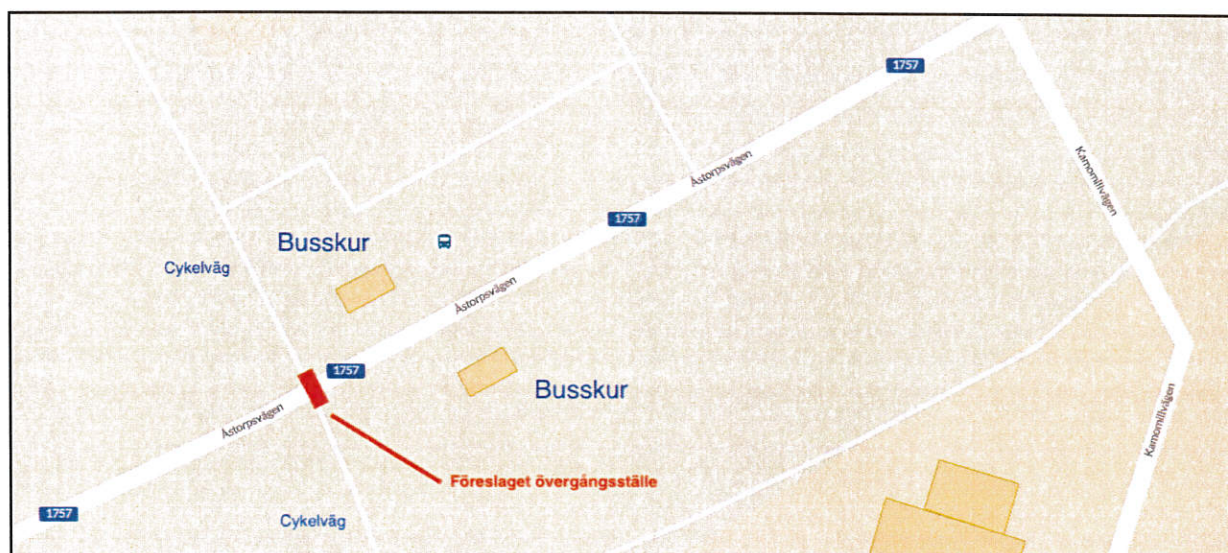 1757
Kamomillvägen
Åstorpsvägen
1757
Busskur
Cykelväg
Åstorpsvägen
1757
Busskur
Åstorpsvägen
Kamomillvägen
Föreslaget övergångsställe
1757
Cykelväg